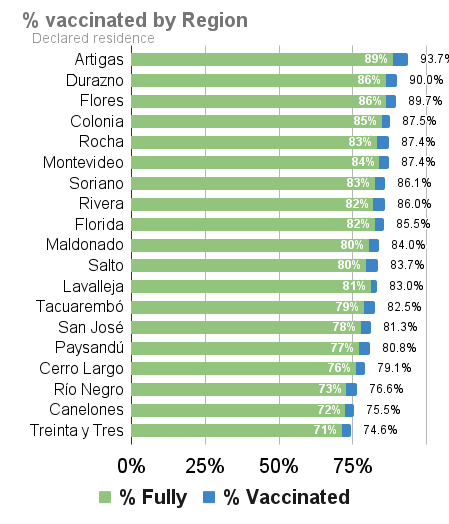 % vaccinated by Region
Declared residence
Artigas 89% 93.7%
Durazno 86% 90.0%
Flores 86% 89.7%
Colonia 85% 87.5%
Rocha 83% 87.4%
Montevideo 84% 87.4%
Soriano 83% 86.1%
Rivera 82% 86.0%
Florida 82% 85.5%
Maldonado 80% 84.0%
Salto 80% 83.7%
Lavalleja 81% 83.0%
Tacuarembó 79% 82.5%
San José 78% 81.3%
Paysandú 77% 80.8%
Cerro Largo 76% 79.1%
Río Negro 73% 76.6%
Canelones 72% 75.5%
Treinta y Tres 71% 74.6%
0% 25% 50% 75%
% Fully % Vaccinated